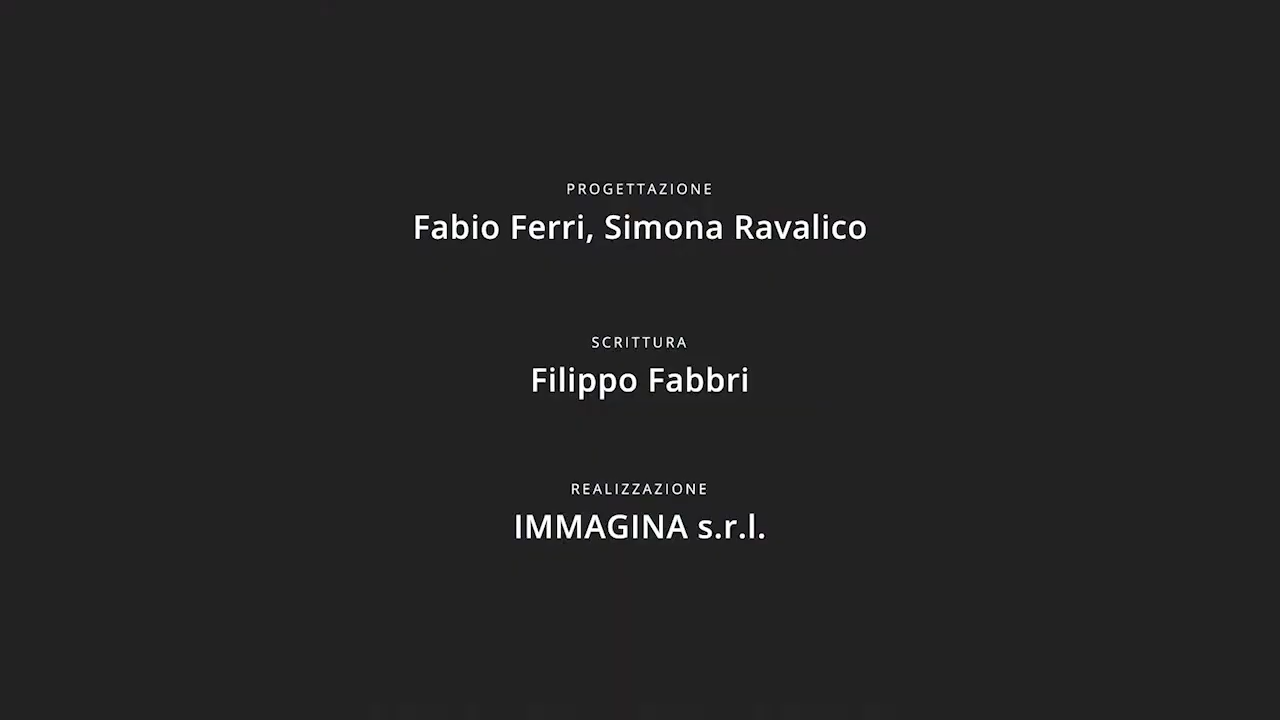 PROGETTAZIONE
Fabio Ferri, Simona Ravalico
SCRITTURA
Filippo Fabbri
REALIZZAZIONE
IMMAGINA s.r.l.